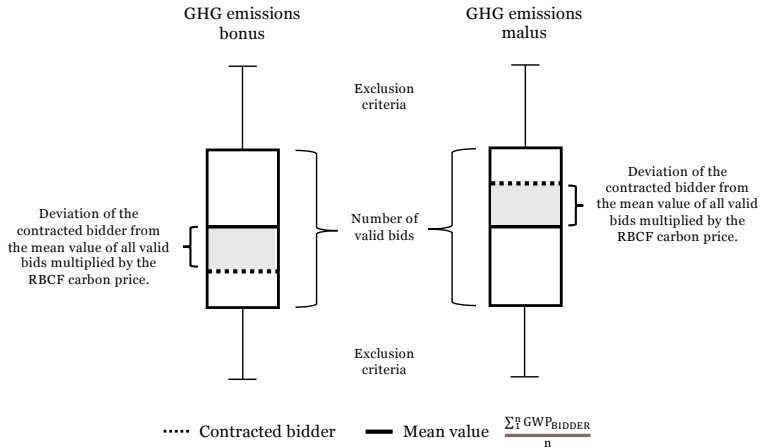 GHG emissions
bonus
GHG emissions
malus
Exclusion
criteria
Deviation of the
contracted bidder from
the mean value of all valid
bids multiplied by the
RBCF carbon price.
Number of
valid bids
Deviation of the
contracted bidder from
the mean value of all valid
bids multiplied by the
RBCF carbon price.
Exclusion
criteria
Contracted bidder
Mean value
∑₁ⁿ GWP_BIDDER
n